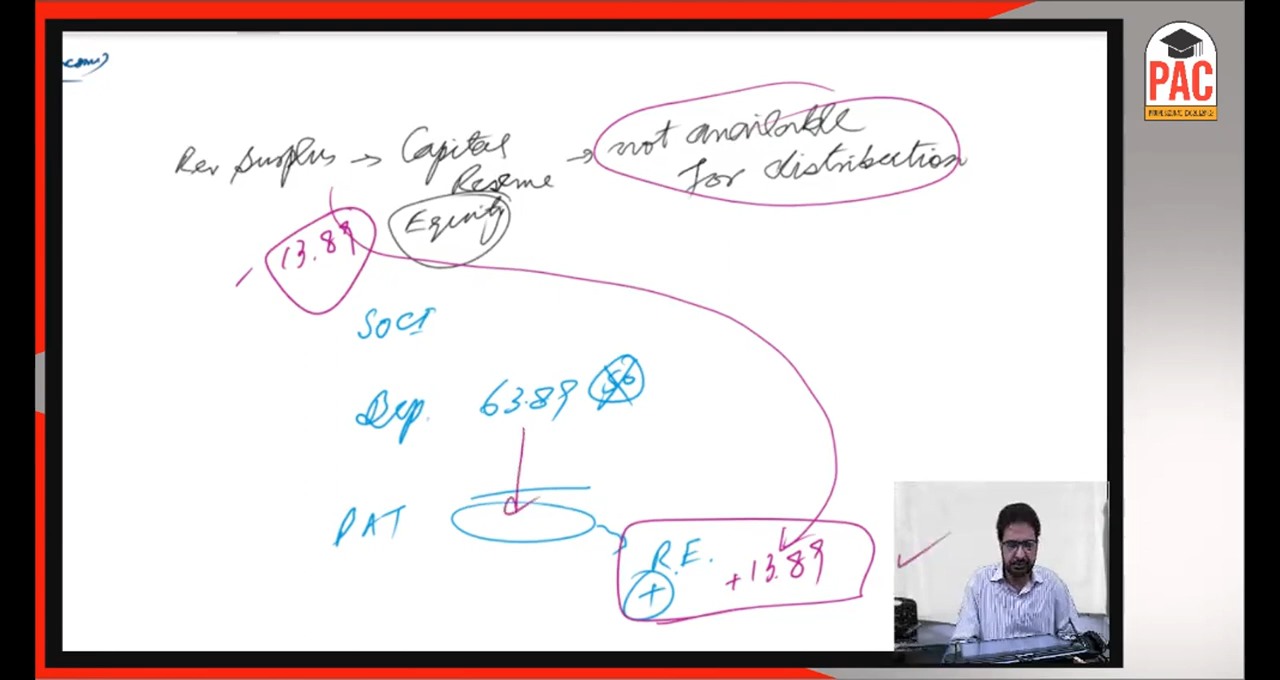 Rev Surplus → Capital Reserve → not available for distribution
Equity
13.89
SOCI
Dep. 63.89 56
PAT
R.E. +13.89
+
PAC